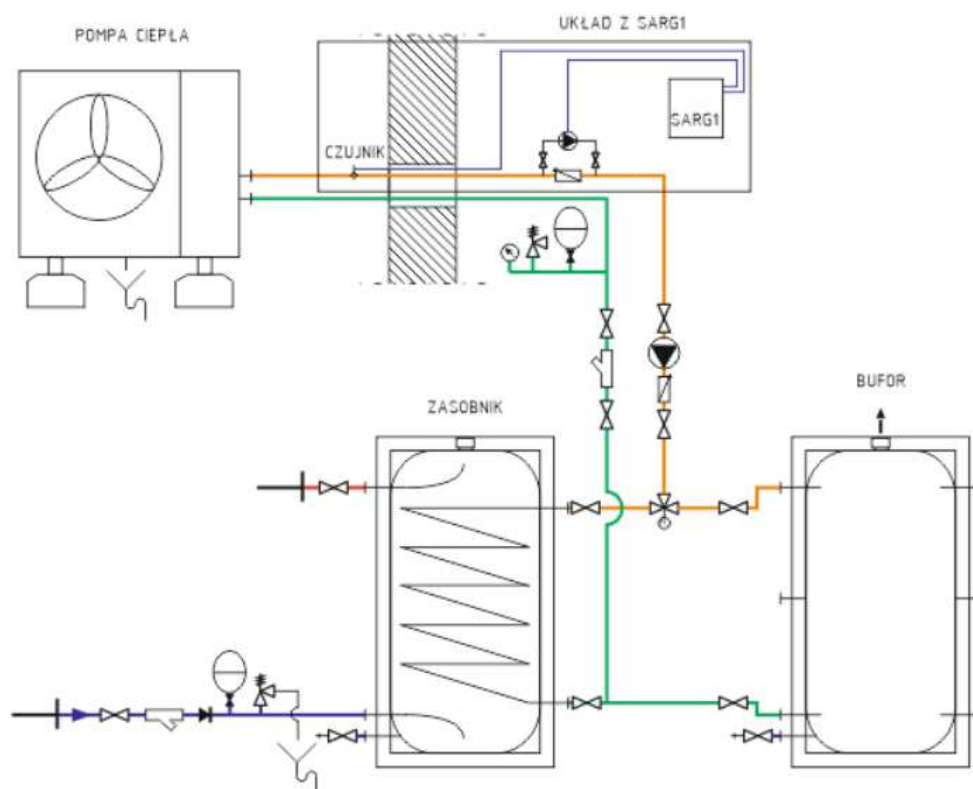 POMPA CIEPŁA
UKŁAD Z SARG1
SARG1
CZUJNIK
BUFOR
ZASOBNIK